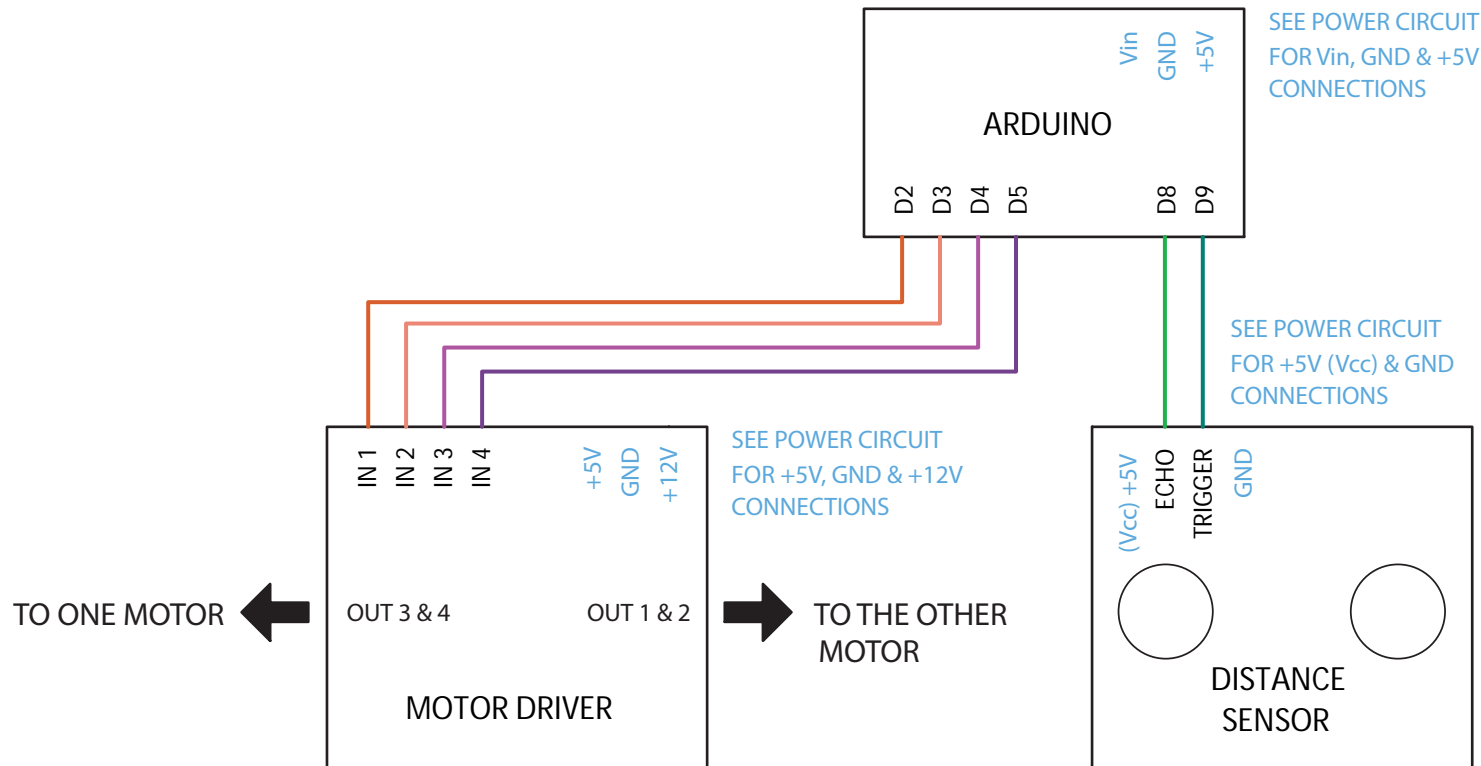 SEE POWER CIRCUIT
FOR Vin, GND & +5V
CONNECTIONS
Vin
GND
+5V
ARDUINO
D2
D3
D4
D5
D8
D9
SEE POWER CIRCUIT
FOR +5V (Vcc) & GND
CONNECTIONS
IN 1
IN 2
IN 3
IN 4
+5V
GND
+12V
SEE POWER CIRCUIT
FOR +5V, GND & +12V
CONNECTIONS
(Vcc) +5V
ECHO
TRIGGER
GND
TO ONE MOTOR
OUT 3 & 4
OUT 1 & 2
TO THE OTHER
MOTOR
MOTOR DRIVER
DISTANCE
SENSOR